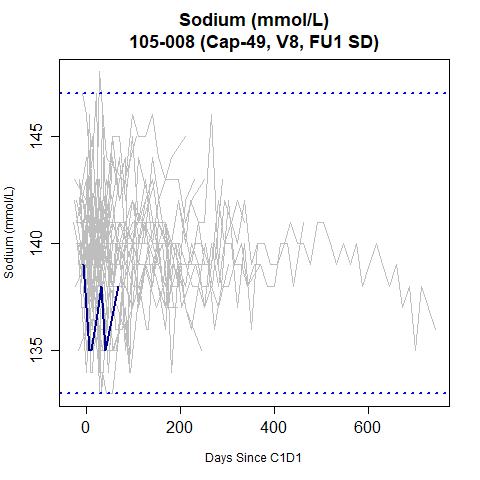 Sodium (mmol/L)
105-008 (Cap-49, V8, FU1 SD)
Sodium (mmol/L)
145
140
135
0
200
400
600
Days Since C1D1